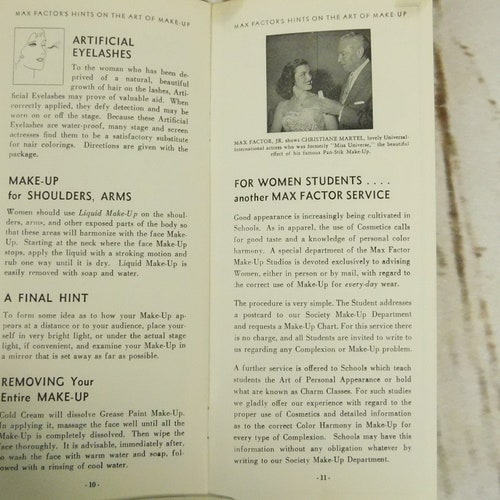 MAX FACTOR'S HINTS ON THE ART OF MAKE-UP
ARTIFICIAL
EYELASHES
To the woman who has been de-
prived of a natural, beautiful
growth of hair on the lashes, Arti-
ficial Eyelashes may prove of valuable aid. When
correctly applied, they defy detection and may be
worn on or off the stage. Because these Artificial
Eyelashes are water-proof, many stage and screen
actresses find them to be a satisfactory substitute
for hair colorings. Directions are given with the
package.
MAKE-UP
for SHOULDERS, ARMS
Women should use Liquid Make-Up on the shoul-
ders, arms, and other exposed parts of the body so
that these areas will harmonize with the face Make-
Up. Starting at the neck where the face Make-Up
stops, apply the liquid with a stroking motion and
rub one way until it is dry. Liquid Make-Up is
easily removed with soap and water.
A FINAL HINT
To form some idea as to how your Make-Up ap-
pears at a distance or to your audience, place your-
self in very bright light, or under the actual stage
light, if convenient, and examine your Make-Up in
a mirror that is set away as far as possible.
REMOVING Your
Entire MAKE-UP
Cold Cream will dissolve Grease Paint Make-Up.
In applying it, massage the face well until all the
Make-Up is completely dissolved. Then wipe the
face thoroughly. It is advisable, immediately after,
to wash the face with warm water and soap, fol-
lowed with a rinsing of cool water.
- 10 -
MAX FACTOR'S HINTS ON THE ART OF MAKE-UP
MAX FACTOR, JR. shows CHRISTIANE MARTEL, lovely Universal-
International actress who was formerly "Miss Universe," the beautiful
effect of his famous Pan-Stik Make-Up.
FOR WOMEN STUDENTS ....
another MAX FACTOR SERVICE
Good appearance is increasingly being cultivated in
Schools. As in apparel, the use of Cosmetics calls
for good taste and a knowledge of personal color
harmony. A special department of the Max Factor
Make-Up Studios is devoted exclusively to advising
Women, either in person or by mail, with regard to
the correct use of Make-Up for every-day wear.
The procedure is very simple. The Student addresses
a postcard to our Society Make-Up Department
and requests a Make-Up Chart. For this service there
is no charge, and all Students are invited to write to
us regarding any Complexion or Make-Up problem.
A further service is offered to Schools which teach
students the Art of Personal Appearance or hold
what are known as Charm Classes. For such studies
we gladly offer our experience with regard to the
proper use of Cosmetics and detailed information
as to the correct Color Harmony in Make-Up for
every type of Complexion. Schools may have this
information without any obligation whatever by
writing to our Society Make-Up Department.
- 11 -